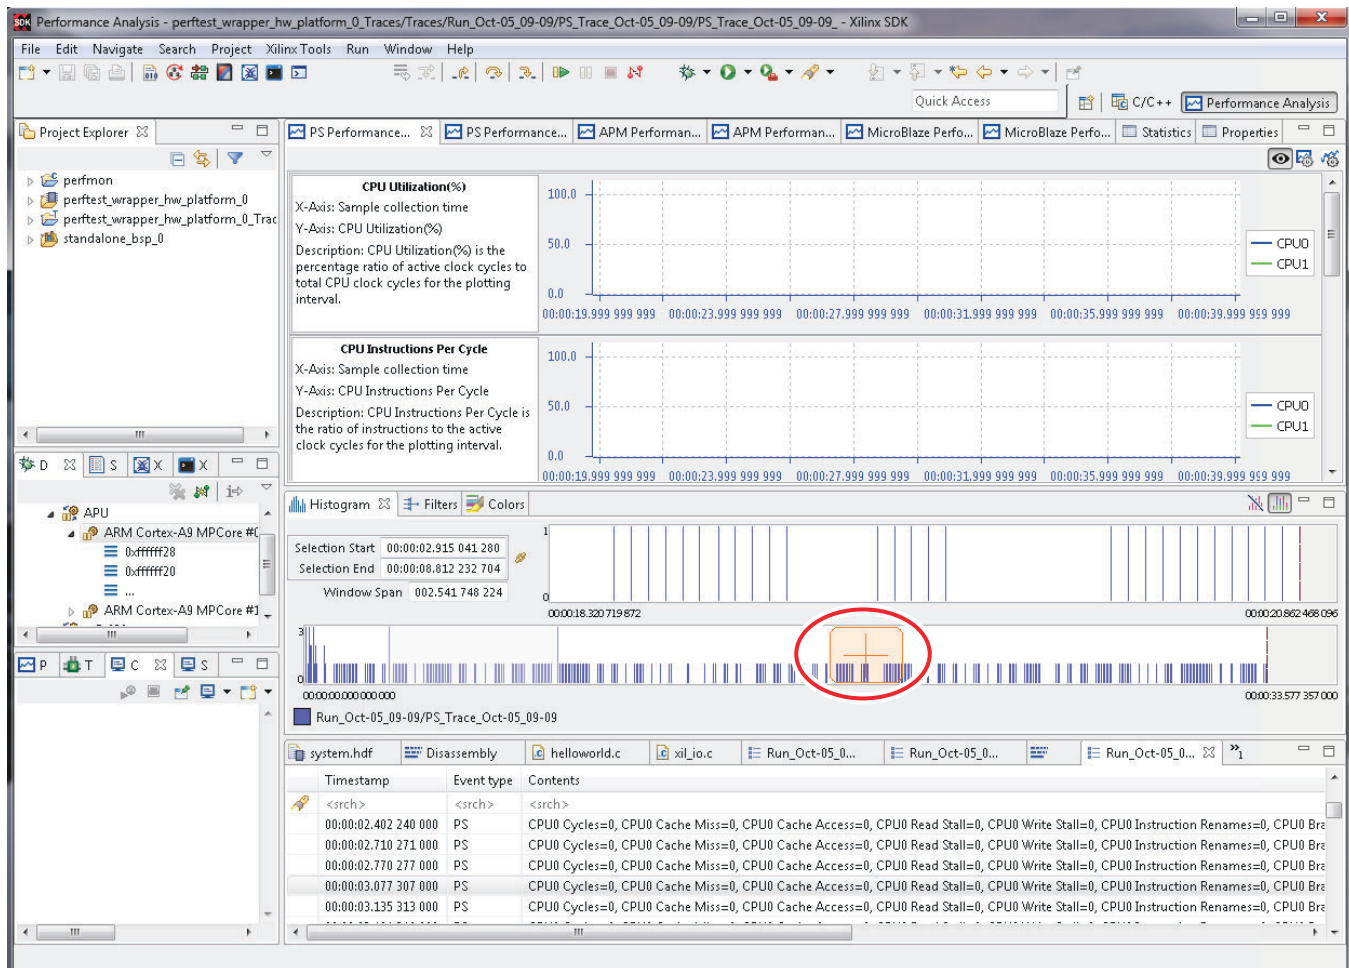 Performance Analysis - perftest_wrapper_hw_platform_0_Traces/Traces/Run_Oct-05_09-09/PS_Trace_Oct-05_09-09/PS_Trace_Oct-05_09-09_ - Xilinx SDK
File Edit Navigate Search Project Xilinx Tools Run Window Help
Quick Access
C/C++
Performance Analysis
Project Explorer
PS Performance...
PS Perform­ance...
APM Performan...
APM Performan...
MicroBlaze Perfo...
MicroBlaze Perfo...
Statistics
Properties
perfmon
perftest_wrapper_hw_platform_0
perftest_wrapper_hw_platform_0_Trac
standalone_bsp_0
CPU Utilization(%)
X-Axis: Sample collection time
Y-Axis: CPU Utilization(%)
Description: CPU Utilization(%) is the
percentage ratio of active clock cycles to
total CPU clock cycles for the plotting
interval.
100.0
50.0
0.0
00:00:19.999 999 999 00:00:23.999 999 999 00:00:27.999 999 999 00:00:31.999 999 999 00:00:35.999 999 999 00:00:39.999 959 999
CPU0
CPU1
CPU Instructions Per Cycle
X-Axis: Sample collection time
Y-Axis: CPU Instructions Per Cycle
Description: CPU Instructions Per Cycle is
the ratio of instructions to the active
clock cycles for the plotting interval.
100.0
50.0
0.0
00:00:19.999 999 999 00:00:23.999 999 999 00:00:27.999 999 999 00:00:31.999 999 999 00:00:35.999 999 999 00:00:39.999 959 999
CPU0
CPU1
D
S
X
X
APU
ARM Cortex-A9 MPCore #0
0xffffff28
0xffffff20
...
ARM Cortex-A9 MPCore #1
Histogram
Filters
Colors
Selection Start 00:00:02.915 041 280
Selection End 00:00:08.812 232 704
Window Span 002.541 748 224
1
0
00:00:18.320 719 872
00:00:20.862 468 096
3
0
00:00:00.000 000 000
00:00:33.577 357 000
Run_Oct-05_09-09/PS_Trace_Oct-05_09-09
P
T
C
S
system.hdf
Disassembly
helloworld.c
xil_io.c
Run_Oct-05_0...
Run_Oct-05_0...
Run_Oct-05_0...
»1
Timestamp Event type Contents
<srch> <srch> <srch>
00:00:02.402 240 000 PS CPU0 Cycles=0, CPU0 Cache Miss=0, CPU0 Cache Access=0, CPU0 Read Stall=0, CPU0 Write Stall=0, CPU0 Instruction Renames=0, CPU0 Bra
00:00:02.710 271 000 PS CPU0 Cycles=0, CPU0 Cache Miss=0, CPU0 Cache Access=0, CPU0 Read Stall=0, CPU0 Write Stall=0, CPU0 Instruction Renames=0, CPU0 Bra
00:00:02.770 277 000 PS CPU0 Cycles=0, CPU0 Cache Miss=0, CPU0 Cache Access=0, CPU0 Read Stall=0, CPU0 Write Stall=0, CPU0 Instruction Renames=0, CPU0 Bra
00:00:03.077 307 000 PS CPU0 Cycles=0, CPU0 Cache Miss=0, CPU0 Cache Access=0, CPU0 Read Stall=0, CPU0 Write Stall=0, CPU0 Instruction Renames=0, CPU0 Bra
00:00:03.135 313 000 PS CPU0 Cycles=0, CPU0 Cache Miss=0, CPU0 Cache Access=0, CPU0 Read Stall=0, CPU0 Write Stall=0, CPU0 Instruction Renames=0, CPU0 Bra